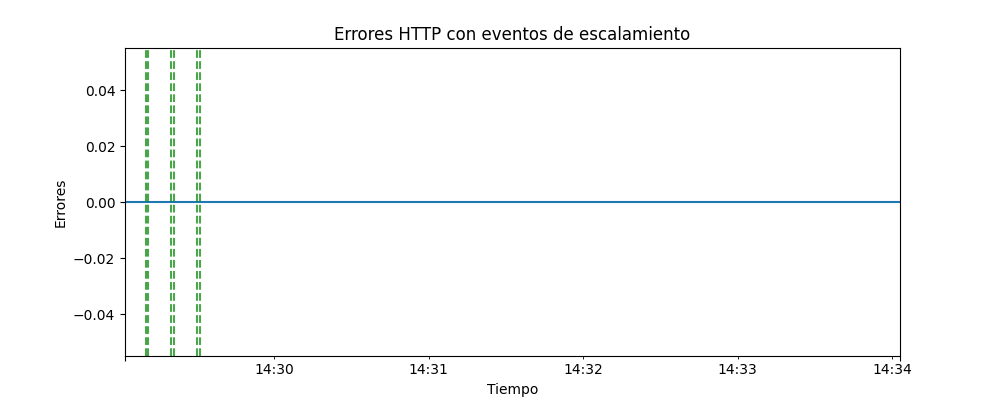 Errores HTTP con eventos de escalamiento
0.04
0.02
0.00
−0.02
−0.04
Errores
14:30 14:31 14:32 14:33 14:34
Tiempo